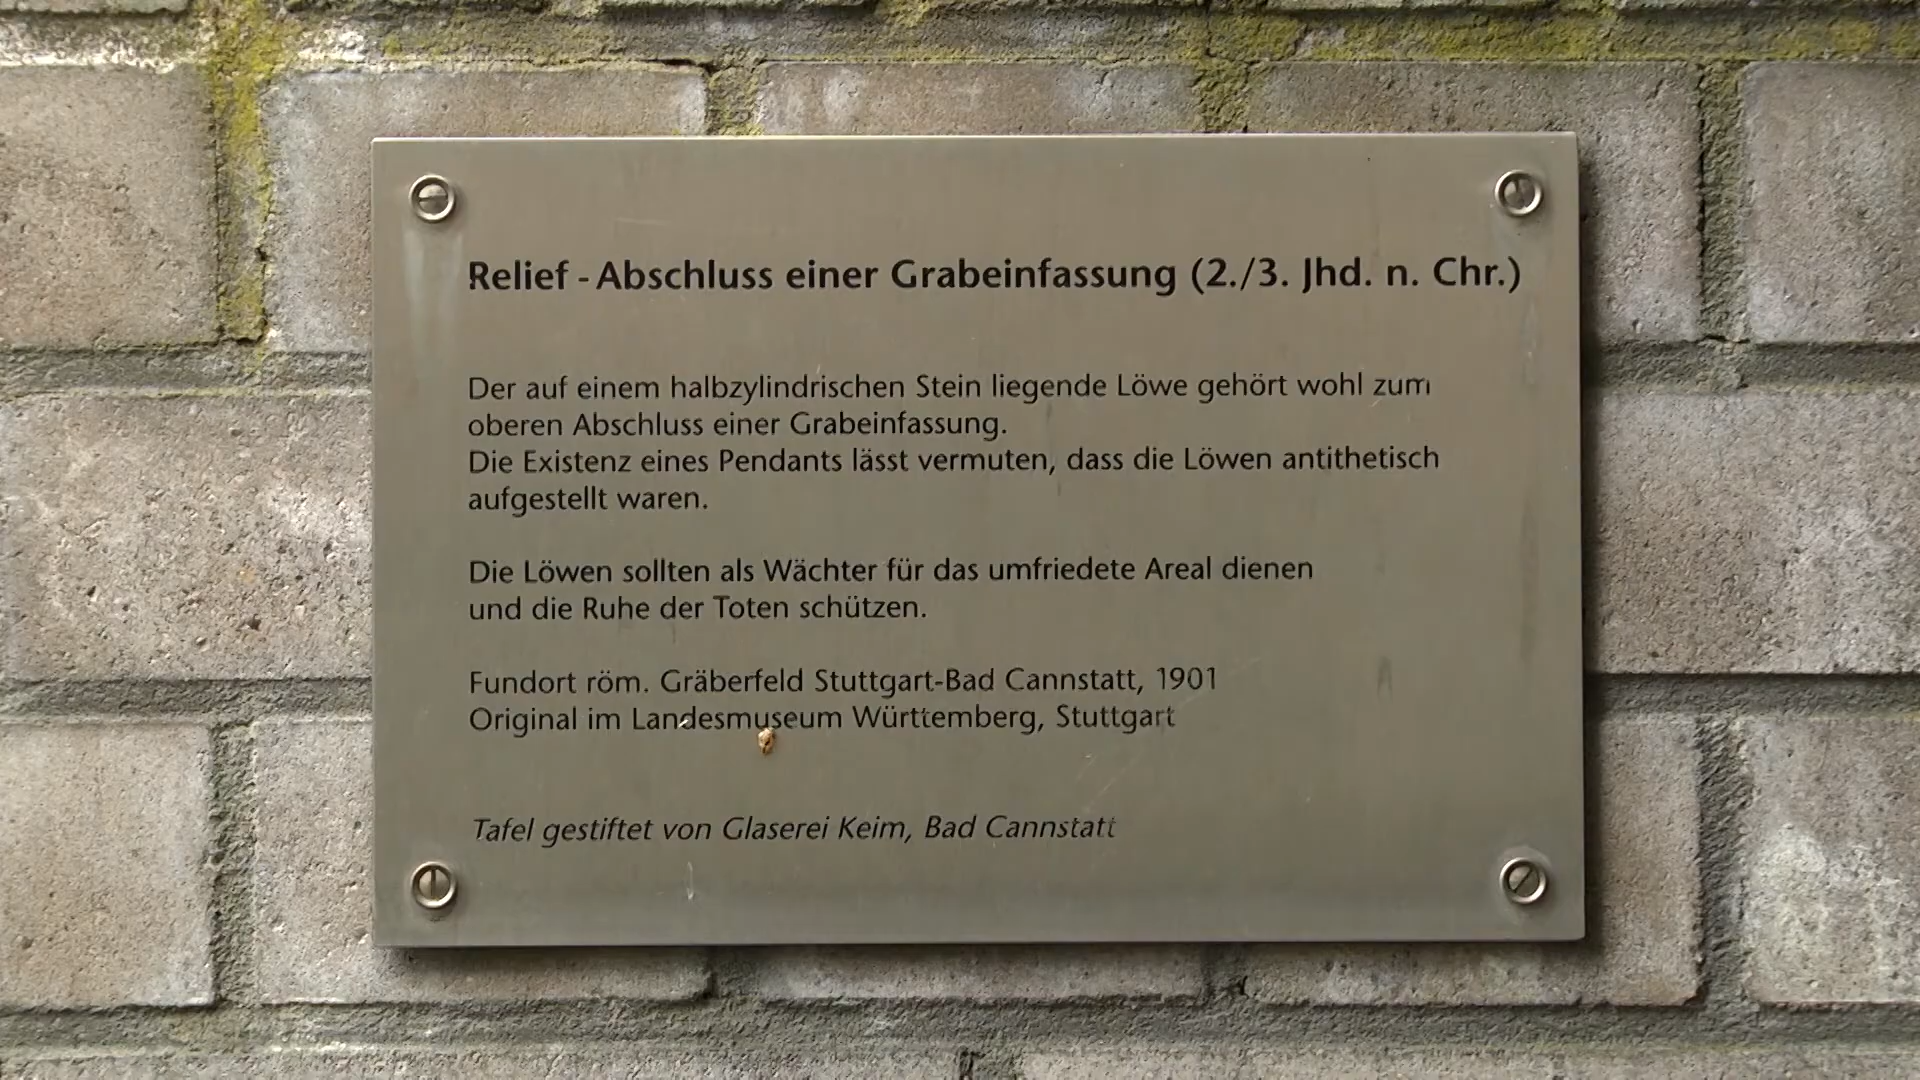 Relief - Abschluss einer Grabeinfassung (2./3. Jhd. n. Chr.)
Der auf einem halbzylindrischen Stein liegende Löwe gehört wohl zum
oberen Abschluss einer Grabeinfassung.
Die Existenz eines Pendants lässt vermuten, dass die Löwen antithetisch
aufgestellt waren.
Die Löwen sollten als Wächter für das umfriedete Areal dienen
und die Ruhe der Toten schützen.
Fundort röm. Gräberfeld Stuttgart-Bad Cannstatt, 1901
Original im Landesmuseum Württemberg, Stuttgart
Tafel gestiftet von Glaserei Keim, Bad Cannstatt